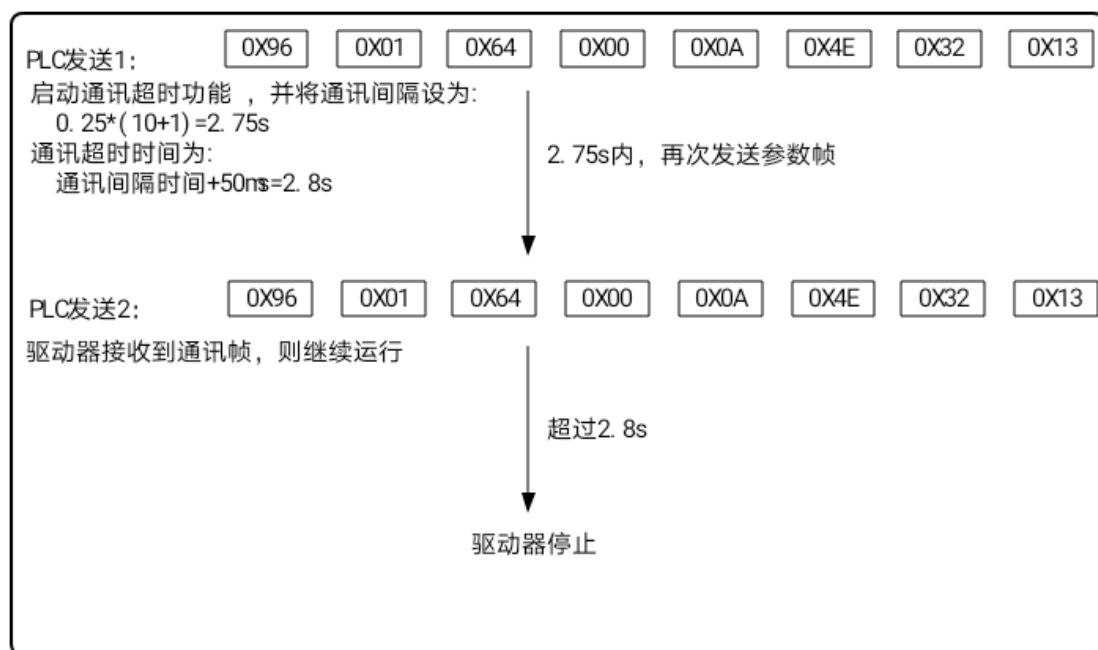 PLC发送1: 0X96 0X01 0X64 0X00 0X0A 0X4E 0X32 0X13
启动通讯超时功能 ，并将通讯间隔设为:
0.25*(10+1)=2.75s
通讯超时时间为:
通讯间隔时间+50ms=2.8s
2.75s内，再次发送参数帧
PLC发送2: 0X96 0X01 0X64 0X00 0X0A 0X4E 0X32 0X13
驱动器接收到通讯帧，则继续运行
超过2.8s
驱动器停止